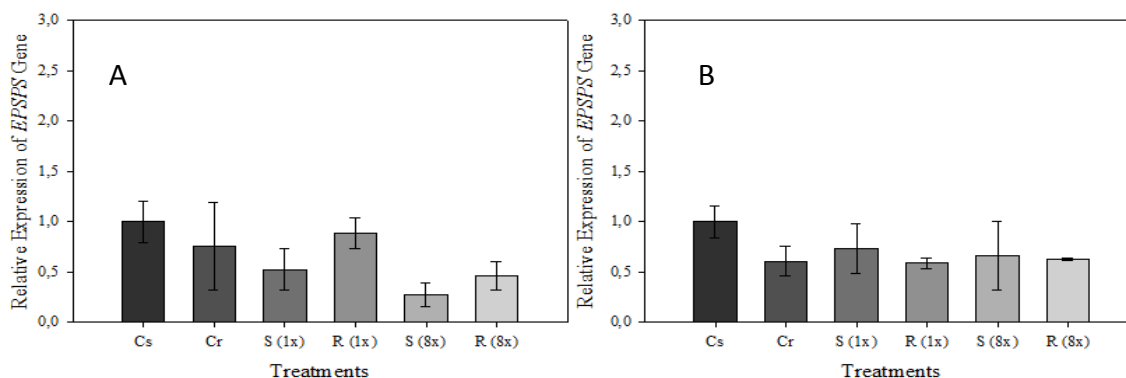 A
Relative Expression of EPSPS Gene
3,0
2,5
2,0
1,5
1,0
0,5
0,0
Cs Cr S (1x) R (1x) S (8x) R (8x)
Treatments
B
Relative Expression of EPSPS Gene
3,0
2,5
2,0
1,5
1,0
0,5
0,0
Cs Cr S (1x) R (1x) S (8x) R (8x)
Treatments